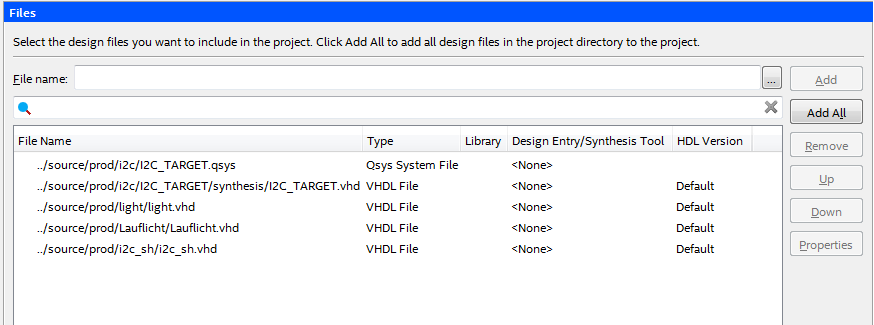 Files
Select the design files you want to include in the project. Click Add All to add all design files in the project directory to the project.
File name: ... Add
Add All
File Name Type Library Design Entry/Synthesis Tool HDL Version
Remove
../source/prod/i2c/I2C_TARGET.qsys Qsys System File <None>
../source/prod/i2c/I2C_TARGET/synthesis/I2C_TARGET.vhd VHDL File <None> Default
Up
../source/prod/light/light.vhd VHDL File <None> Default
Down
../source/prod/Lauflicht/Lauflicht.vhd VHDL File <None> Default
../source/prod/i2c_sh/i2c_sh.vhd VHDL File <None> Default
Properties